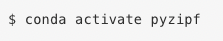 $ conda activate pyzipf